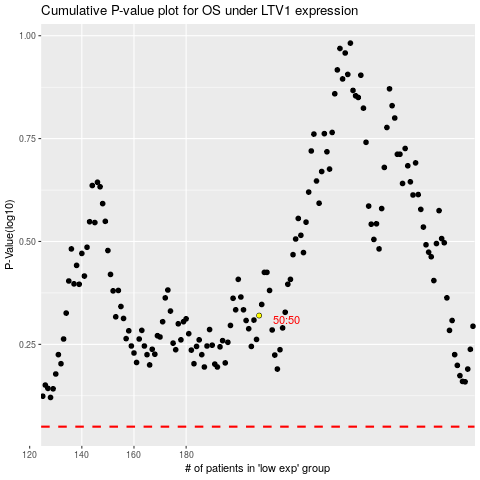 Cumulative P-value plot for OS under LTV1 expression
1.00
0.75
0.50
0.25
P-Value(log10)
50:50
120 140 160 180
# of patients in 'low exp' group